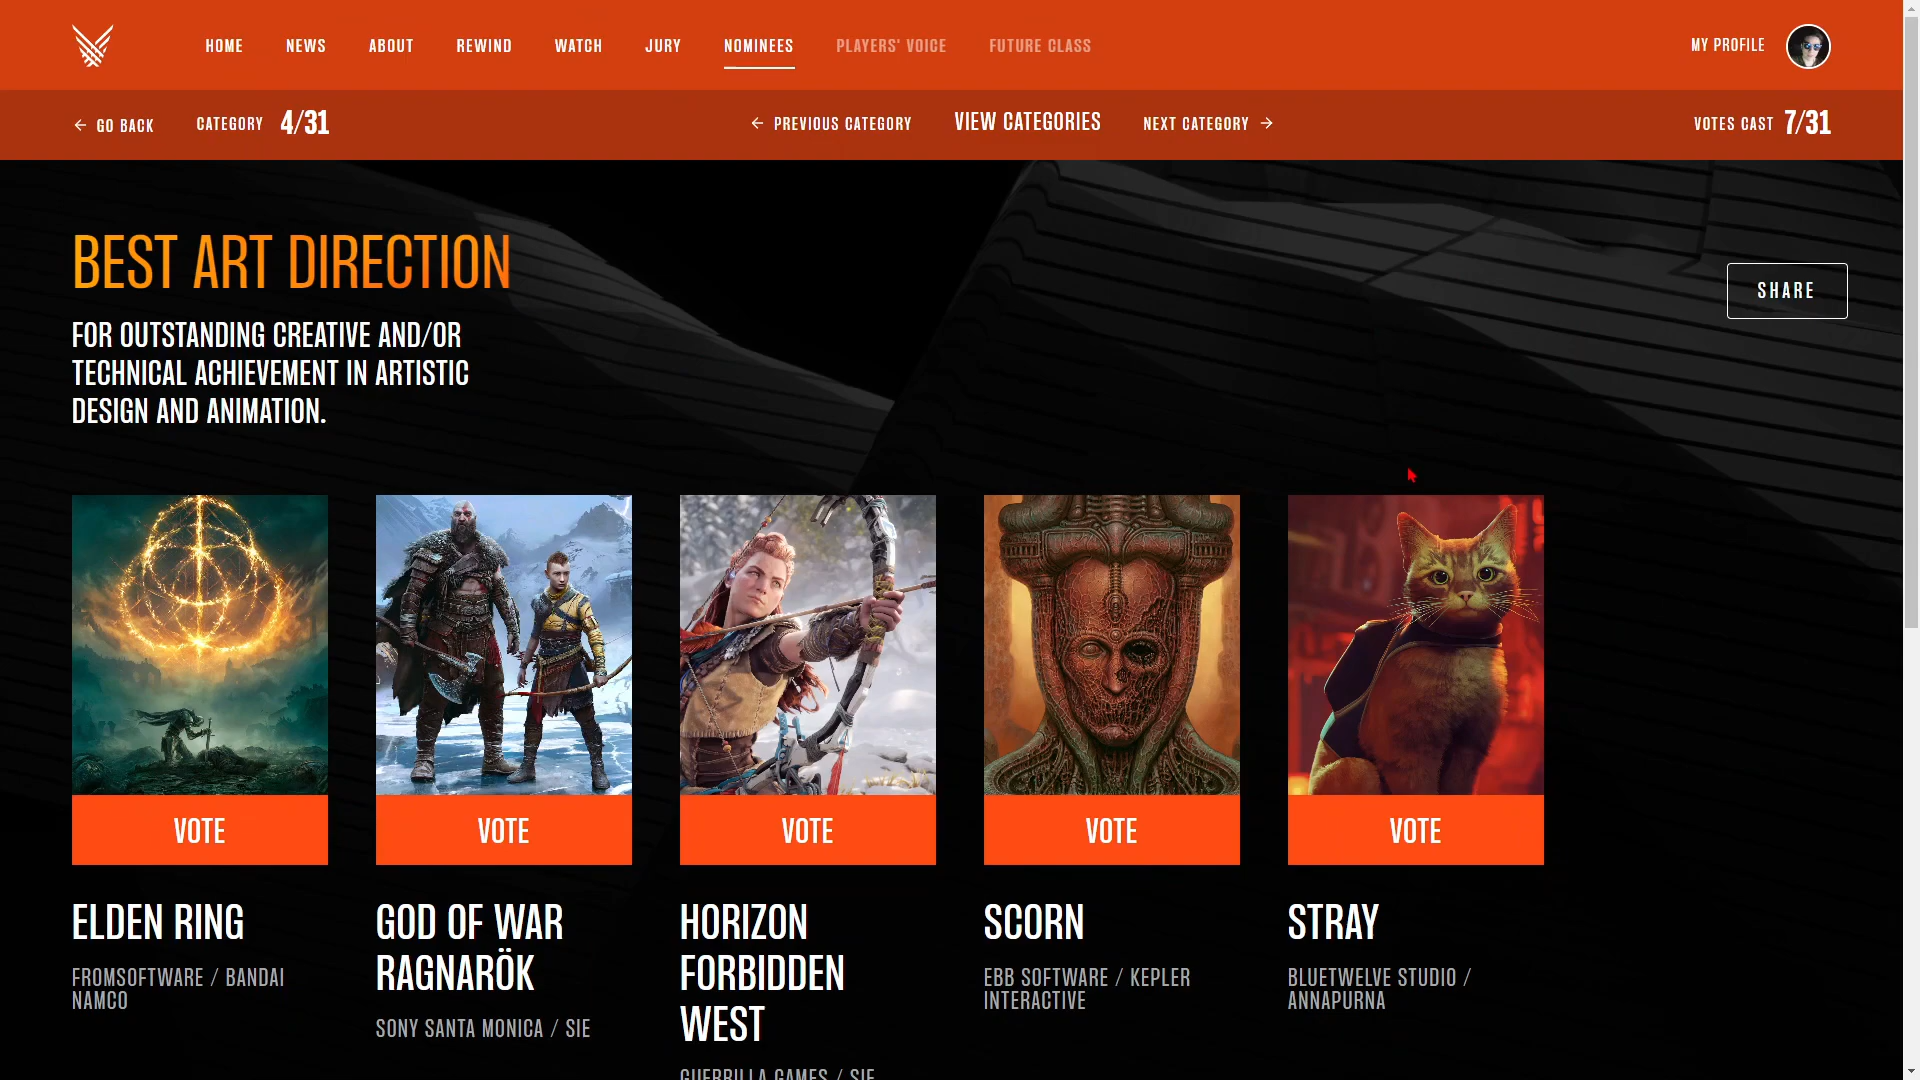 HOME NEWS ABOUT REWIND WATCH JURY NOMINEES PLAYERS' VOICE FUTURE CLASS MY PROFILE
GO BACK CATEGORY 4/31 PREVIOUS CATEGORY VIEW CATEGORIES NEXT CATEGORY VOTES CAST 7/31
BEST ART DIRECTION
SHARE
FOR OUTSTANDING CREATIVE AND/OR
TECHNICAL ACHIEVEMENT IN ARTISTIC
DESIGN AND ANIMATION.
VOTE VOTE VOTE VOTE VOTE
ELDEN RING
FROMSOFTWARE / BANDAI
NAMCO
GOD OF WAR
RAGNARÖK
SONY SANTA MONICA / SIE
HORIZON
FORBIDDEN
WEST
GUERRILLA GAMES / SIE
SCORN
EBB SOFTWARE / KEPLER
INTERACTIVE
STRAY
BLUETWELVE STUDIO /
ANNAPURNA